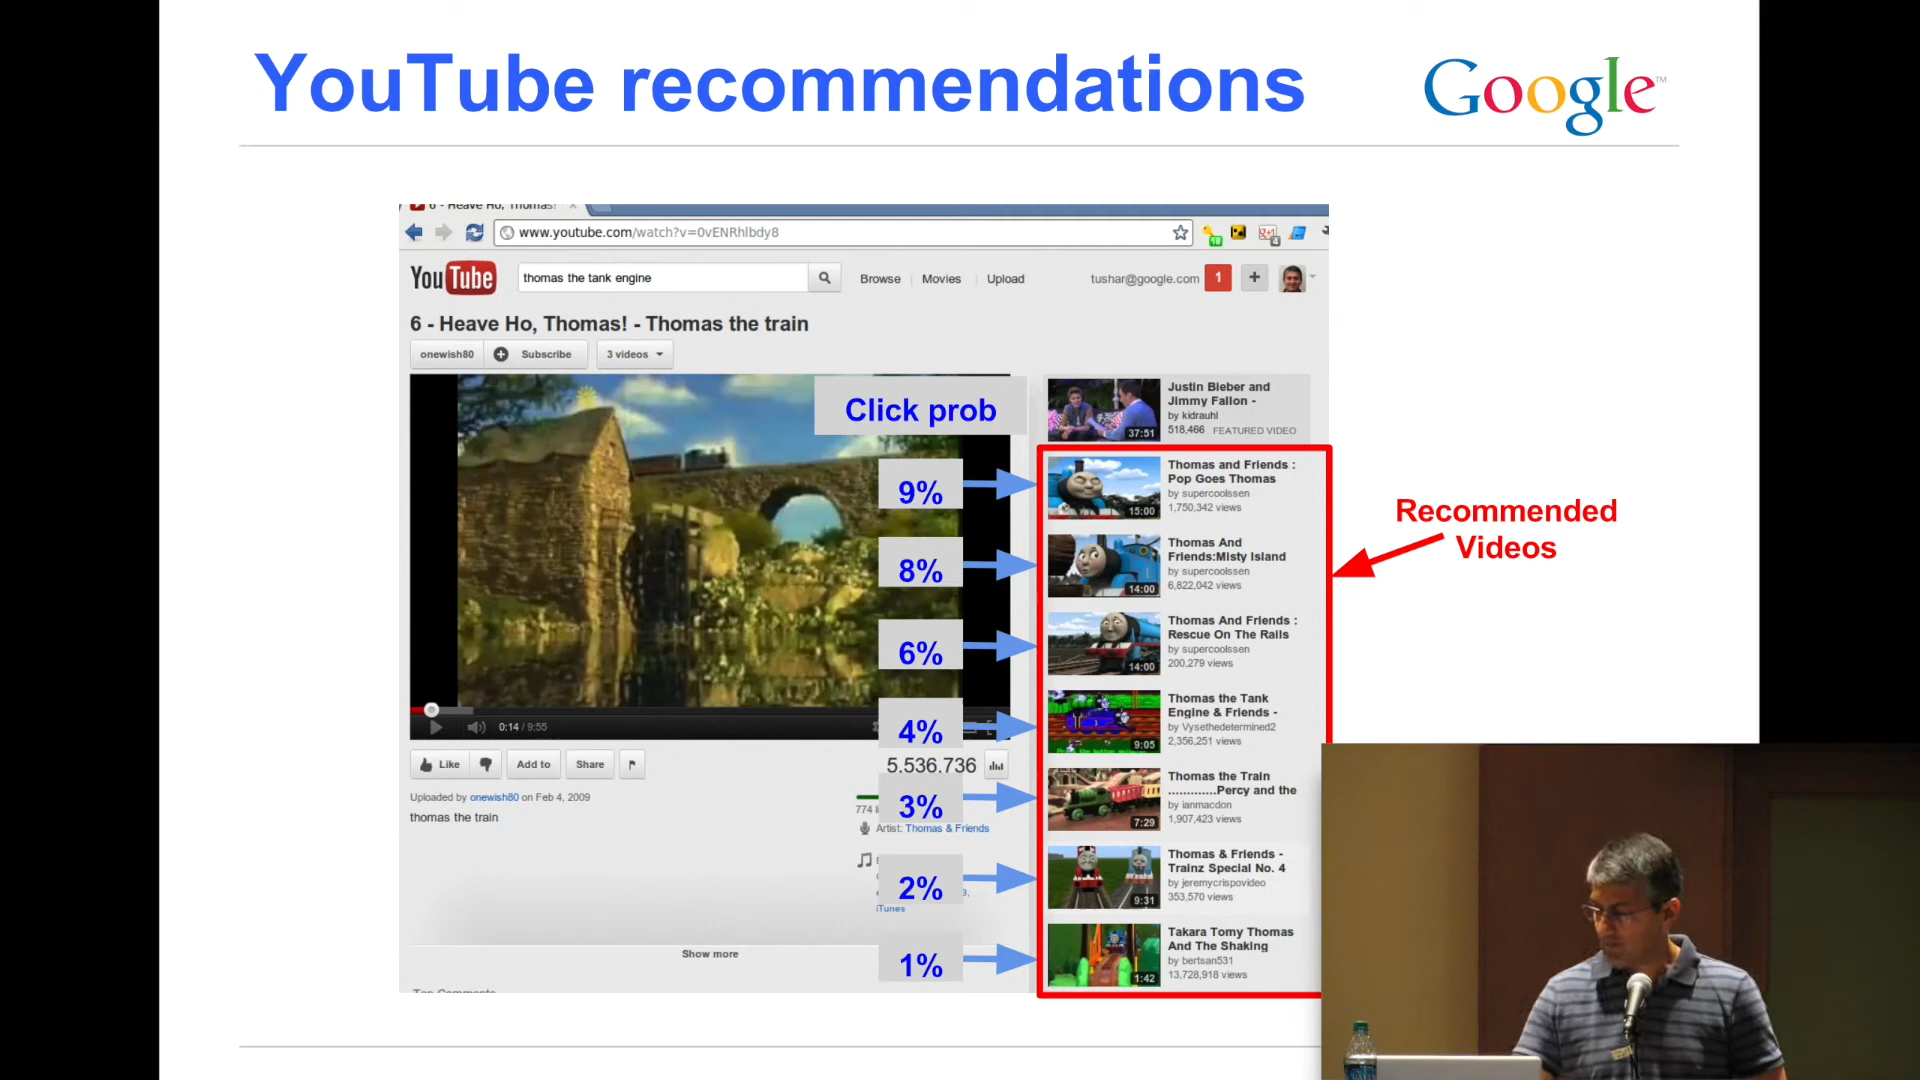 YouTube recommendations
Google™
6 - Heave Ho, Thomas!
www.youtube.com/watch?v=0vENRhlbdy8
YouTube
thomas the tank engine
Browse
Movies
Upload
tushar@google.com
1
+
6 - Heave Ho, Thomas! - Thomas the train
onewish80
Subscribe
3 videos
Click prob
9%
8%
6%
4%
3%
2%
1%
0:14 / 9:55
Like
Add to
Share
5,536,736
Uploaded by onewish80 on Feb 4, 2009
thomas the train
774
Artist: Thomas & Friends
iTunes
Show more
Top Comments
37:51
Justin Bieber and
Jimmy Fallon -
by kidrauhl
518,466 FEATURED VIDEO
15:00
Thomas and Friends :
Pop Goes Thomas
by supercoolssen
1,750,342 views
14:00
Thomas And
Friends:Misty Island
by supercoolssen
6,822,042 views
14:00
Thomas And Friends :
Rescue On The Rails
by supercoolssen
200,279 views
9:05
Thomas the Tank
Engine & Friends -
by Vysethedetermined2
2,356,251 views
7:29
Thomas the Train
.............Percy and the
by ianmacdon
1,907,423 views
9:31
Thomas & Friends -
Trainz Special No. 4
by jeremycrispovideo
353,570 views
1:42
Takara Tomy Thomas
And The Shaking
by bertsan531
13,728,918 views
Recommended
Videos